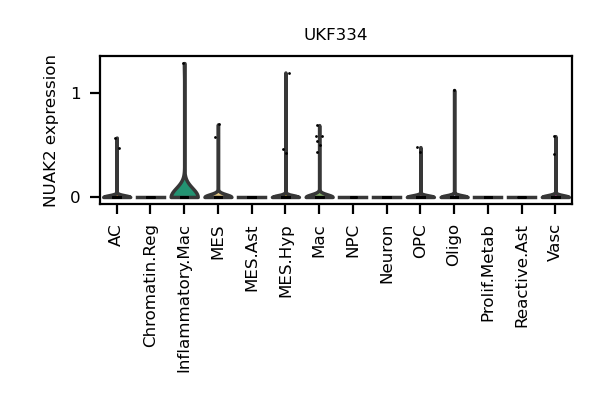 UKF334
NUAK2 expression
1
0
AC
Chromatin.Reg
Inflammatory.Mac
MES
MES.Ast
MES.Hyp
Mac
NPC
Neuron
OPC
Oligo
Prolif.Metab
Reactive.Ast
Vasc